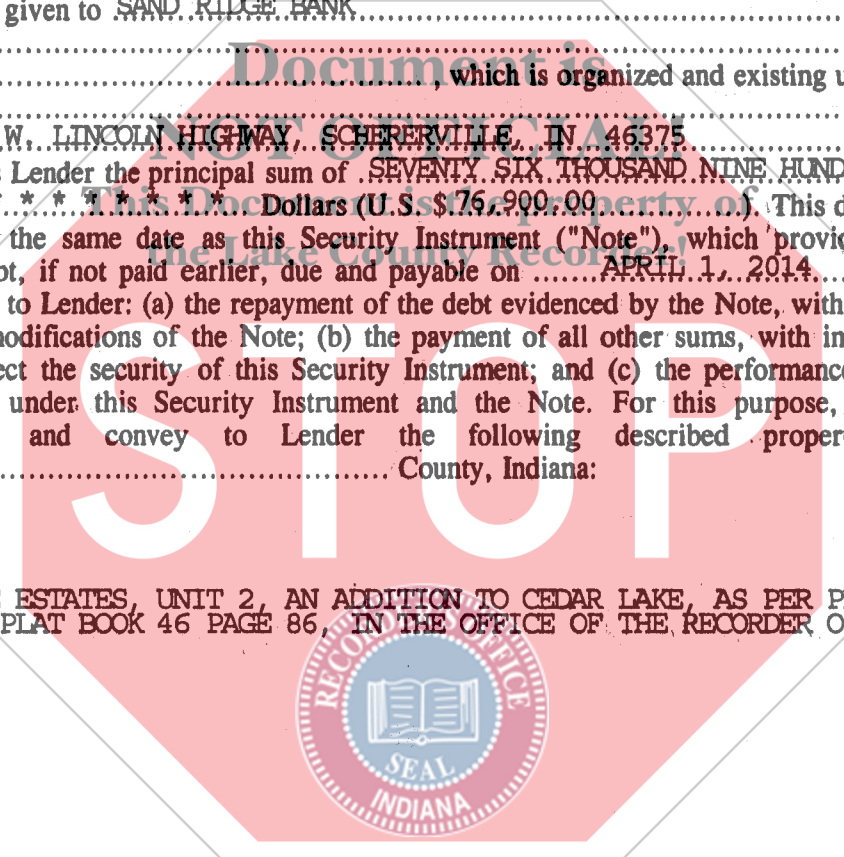 given to SAND RIDGE BANK
Document is
, which is organized and existing u
W. LINCOLN HIGHWAY, SCHERERVILLE, IN 46375
NOT OFFICIAL!
Lender the principal sum of SEVENTY SIX THOUSAND NINE HUND
This Document is the property of
* * * * * * * Dollars (U.S. $ 76,900.00 ). This d
the same date as this Security Instrument ("Note"), which provid
the Lake County Recorder!
, if not paid earlier, due and payable on APRIL 1, 2014
to Lender: (a) the repayment of the debt evidenced by the Note, with
modifications of the Note; (b) the payment of all other sums, with in
ect the security of this Security Instrument; and (c) the performance
under this Security Instrument and the Note. For this purpose,
and convey to Lender the following described proper
County, Indiana:
STOP
ESTATES, UNIT 2, AN ADDITION TO CEDAR LAKE, AS PER P
PLAT BOOK 46 PAGE 86, IN THE OFFICE OF THE RECORDER O
RECORDER'S OFFICE
SEAL
INDIANA